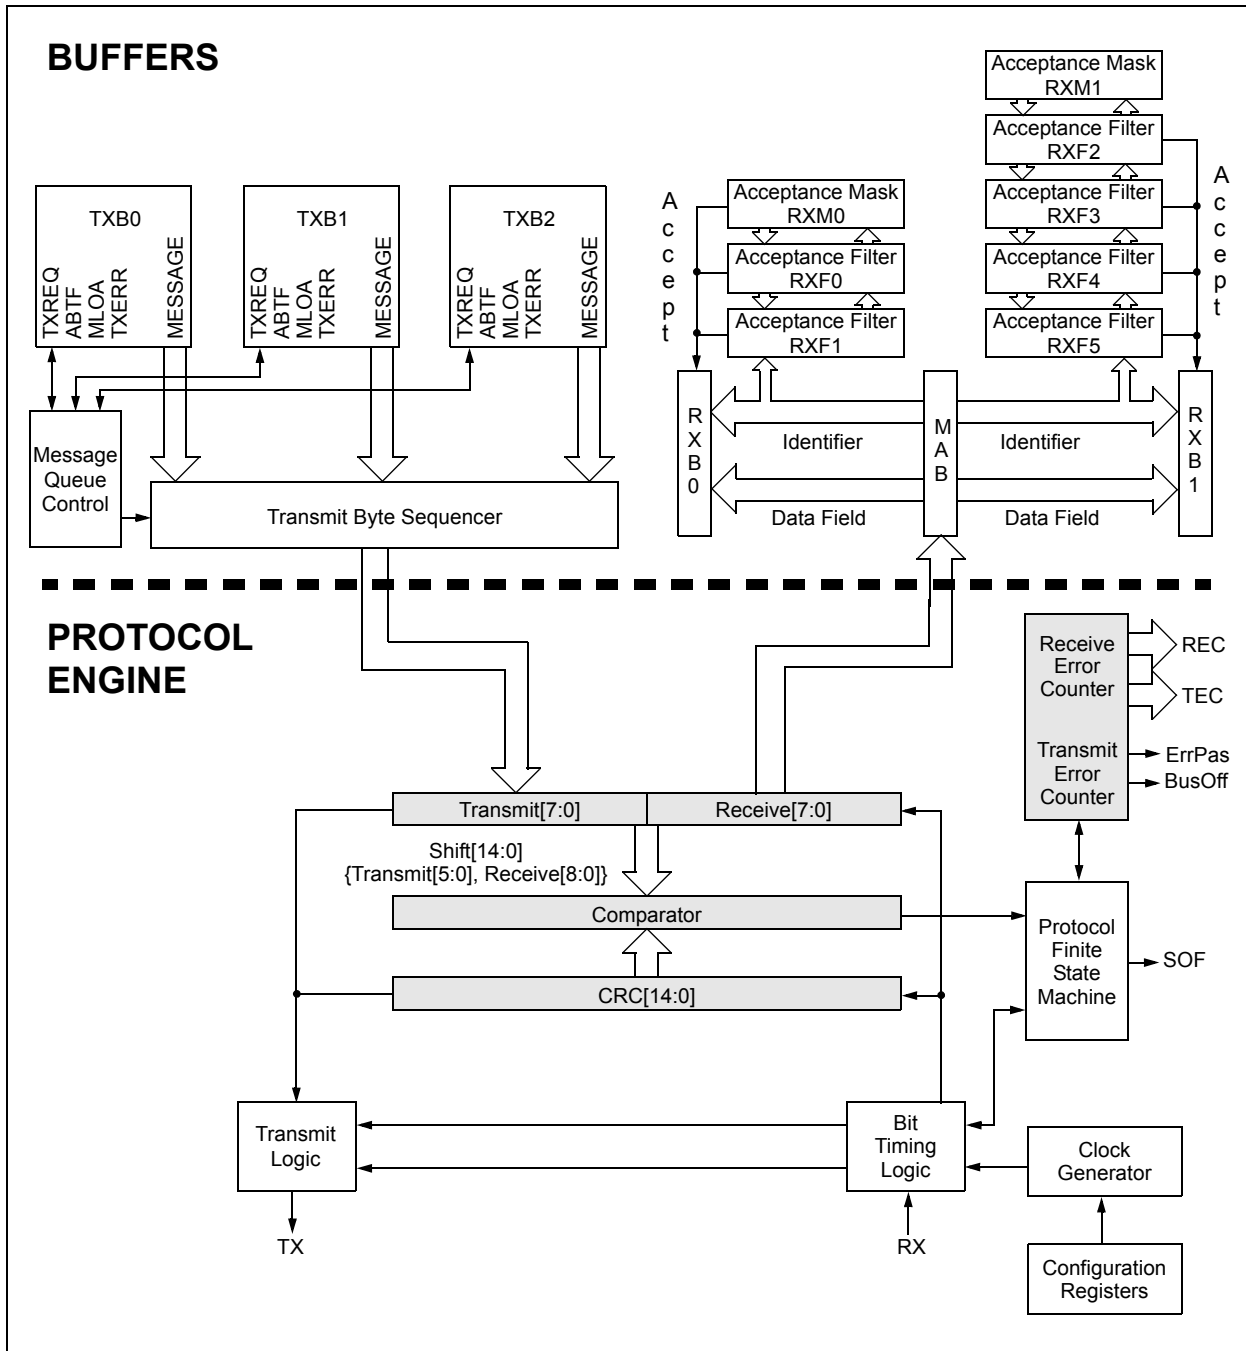 BUFFERS
TXB0
TXREQ
ABTF
MLOA
TXERR
MESSAGE
TXB1
TXREQ
ABTF
MLOA
TXERR
MESSAGE
TXB2
TXREQ
ABTF
MLOA
TXERR
MESSAGE
Message
Queue
Control
Transmit Byte Sequencer
Accept
Acceptance Mask
RXM0
Acceptance Filter
RXF0
Acceptance Filter
RXF1
Acceptance Mask
RXM1
Acceptance Filter
RXF2
Acceptance Filter
RXF3
Acceptance Filter
RXF4
Acceptance Filter
RXF5
Accept
RXB0
Identifier
Data Field
MAB
Identifier
Data Field
RXB1
PROTOCOL
ENGINE
Receive
Error
Counter
Transmit
Error
Counter
REC
TEC
ErrPas
BusOff
Transmit[7:0]
Receive[7:0]
Shift[14:0]
{Transmit[5:0], Receive[8:0]}
Comparator
CRC[14:0]
Protocol
Finite
State
Machine
SOF
Transmit
Logic
Bit
Timing
Logic
Clock
Generator
TX
RX
Configuration
Registers